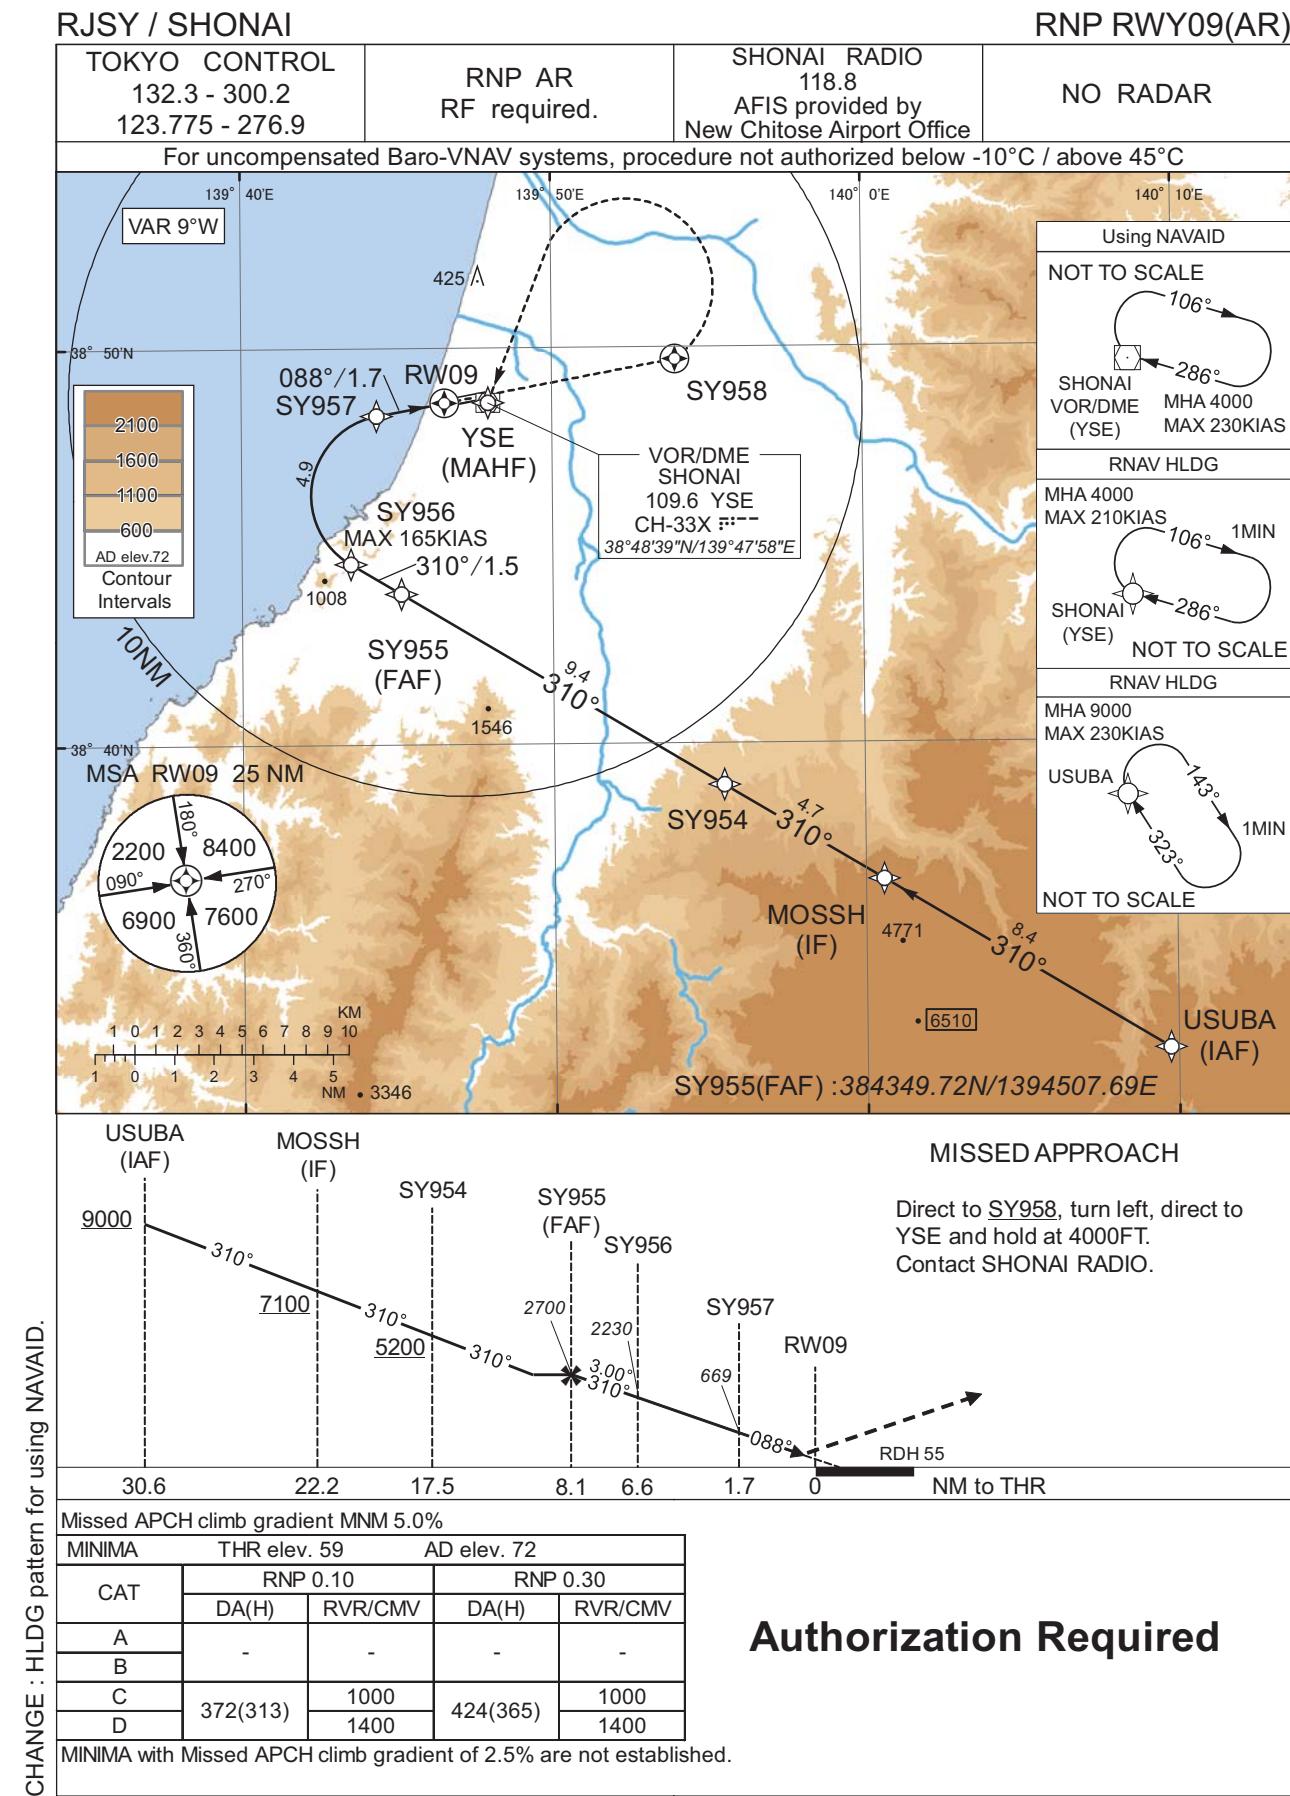 RJSY / SHONAI
RNP RWY09(AR)
TOKYO CONTROL
132.3 - 300.2
123.775 - 276.9
RNP AR
RF required.
SHONAI RADIO
118.8
AFIS provided by
New Chitose Airport Office
NO RADAR
For uncompensated Baro-VNAV systems, procedure not authorized below -10°C / above 45°C
139° 40'E
139° 50'E
140° 0'E
140° 10'E
VAR 9°W
425
38° 50'N
088°/1.7
RW09
SY957
SY958
YSE
(MAHF)
4.9
2100
1600
1100
600
AD elev.72
Contour
Intervals
VOR/DME
SHONAI
109.6 YSE
CH-33X
38°48'39"N/139°47'58"E
SY956
MAX 165KIAS
310°/1.5
1008
10NM
SY955
(FAF)
9.4
310°
1546
38° 40'N
MSA RW09 25 NM
180°
2200
8400
090°
270°
6900
7600
360°
SY954
4.7
310°
MOSSH
(IF)
4771
8.4
310°
6510
USUBA
(IAF)
KM
1 0 1 2 3 4 5 6 7 8 9 10
1 0 1 2 3 4 5
NM
3346
SY955(FAF) :384349.72N/1394507.69E
Using NAVAID
NOT TO SCALE
106°
286°
SHONAI
VOR/DME
(YSE)
MHA 4000
MAX 230KIAS
RNAV HLDG
MHA 4000
MAX 210KIAS
106°
1MIN
286°
SHONAI
(YSE)
NOT TO SCALE
RNAV HLDG
MHA 9000
MAX 230KIAS
USUBA
143°
1MIN
323°
NOT TO SCALE
USUBA
(IAF)
MOSSH
(IF)
SY954
SY955
(FAF)
SY956
SY957
RW09
9000
310°
7100
310°
5200
310°
2700
2230
3.00°
310°
669
088°
RDH 55
30.6
22.2
17.5
8.1
6.6
1.7
0
NM to THR
MISSED APPROACH
Direct to SY958, turn left, direct to
YSE and hold at 4000FT.
Contact SHONAI RADIO.
Missed APCH climb gradient MNM 5.0%
MINIMA THR elev. 59 AD elev. 72
CAT RNP 0.10 RNP 0.30
DA(H) RVR/CMV DA(H) RVR/CMV
A
B
- - - -
C 372(313) 1000 424(365) 1000
D 1400 1400
MINIMA with Missed APCH climb gradient of 2.5% are not established.
Authorization Required
CHANGE : HLDG pattern for using NAVAID.